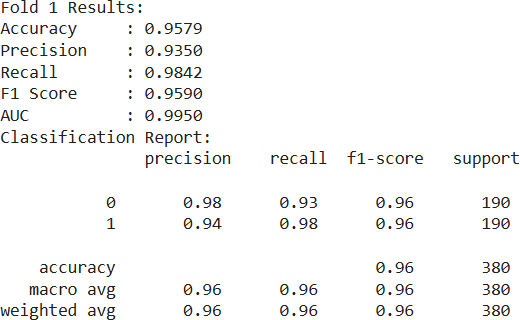 Fold 1 Results:
Accuracy     : 0.9579
Precision    : 0.9350
Recall       : 0.9842
F1 Score     : 0.9590
AUC          : 0.9950
Classification Report:
              precision    recall  f1-score   support

           0       0.98      0.93      0.96       190
           1       0.94      0.98      0.96       190

    accuracy                           0.96       380
   macro avg       0.96      0.96      0.96       380
weighted avg       0.96      0.96      0.96       380